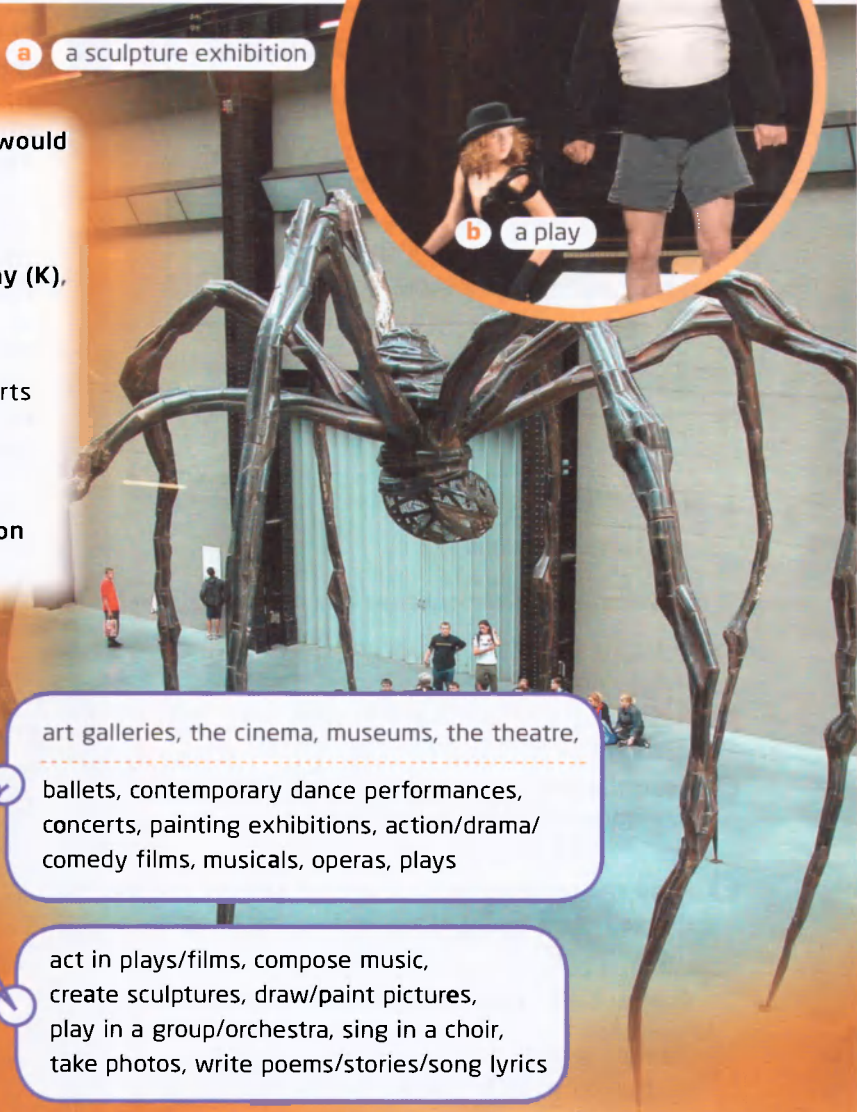 a a sculpture exhibition
would
b a play
ay (K),
rts
on
art galleries, the cinema, museums, the theatre,
ballets, contemporary dance performances,
concerts, painting exhibitions, action/drama/
comedy films, musicals, operas, plays
act in plays/films, compose music,
create sculptures, draw/paint pictures,
play in a group/orchestra, sing in a choir,
take photos, write poems/stories/song lyrics